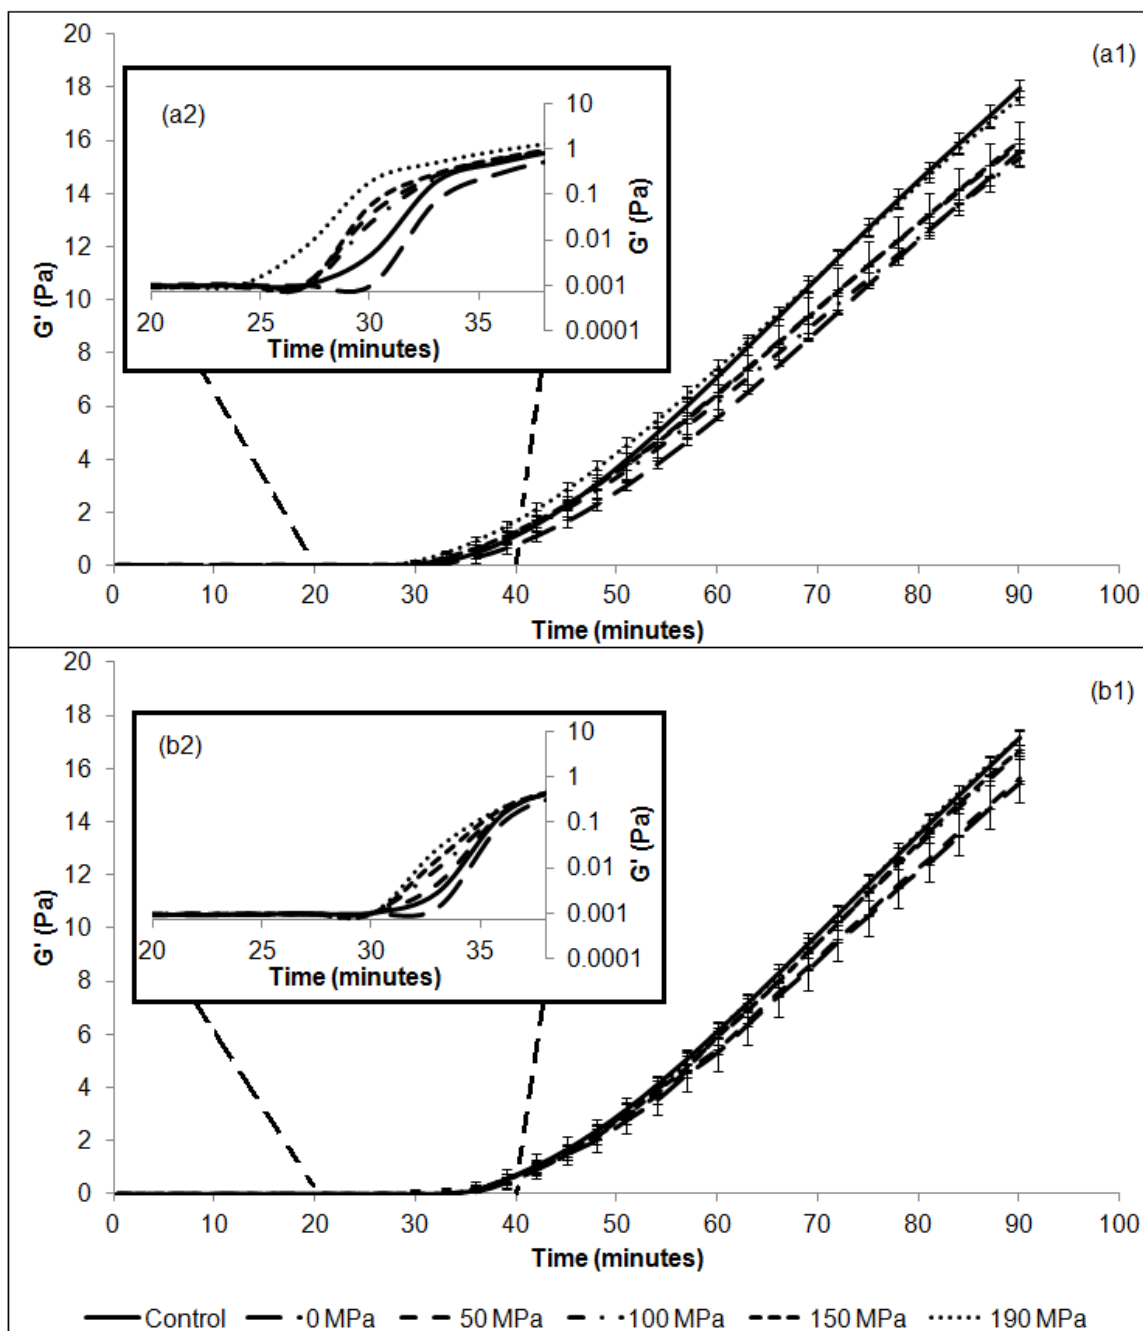 20
18
16
14
12
10
8
6
4
2
0
G' (Pa)
(a1)
(a2)
10
1
0.1
0.01
0.001
0.0001
G' (Pa)
20 25 30 35
Time (minutes)
0 10 20 30 40 50 60 70 80 90 100
Time (minutes)
20
18
16
14
12
10
8
6
4
2
0
G' (Pa)
(b1)
(b2)
10
1
0.1
0.01
0.001
0.0001
G' (Pa)
20 25 30 35
Time (minutes)
0 10 20 30 40 50 60 70 80 90 100
Time (minutes)
Control 0 MPa 50 MPa 100 MPa 150 MPa 190 MPa